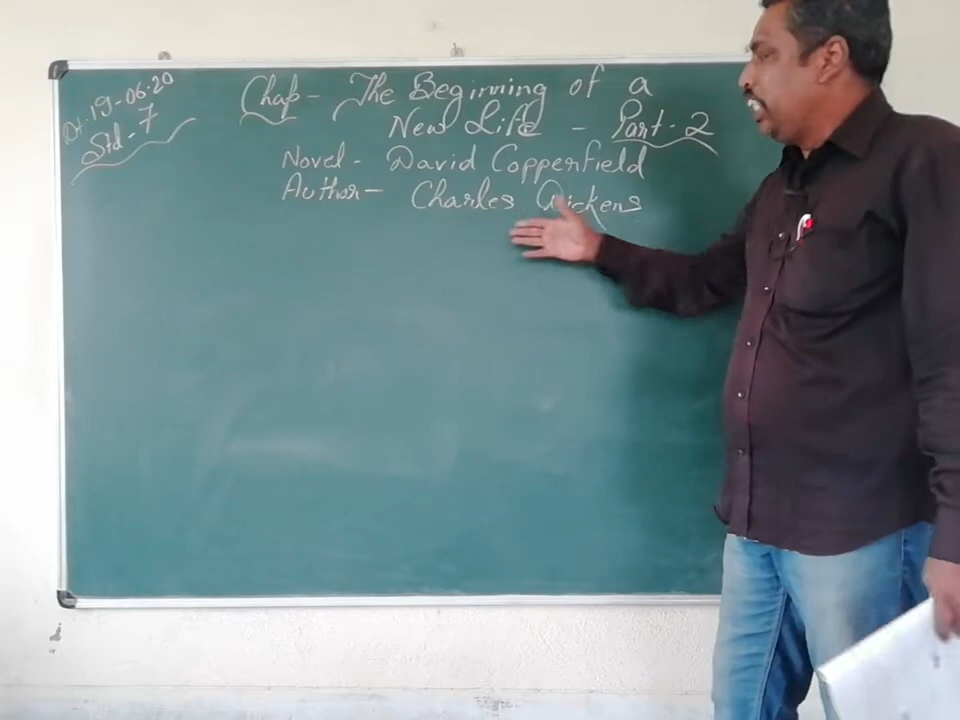 Dt. 19-06-20
Std - 7
Chap - The Beginning of a
New Life - Part - 2
Novel - David Copperfield
Author - Charles Dickens